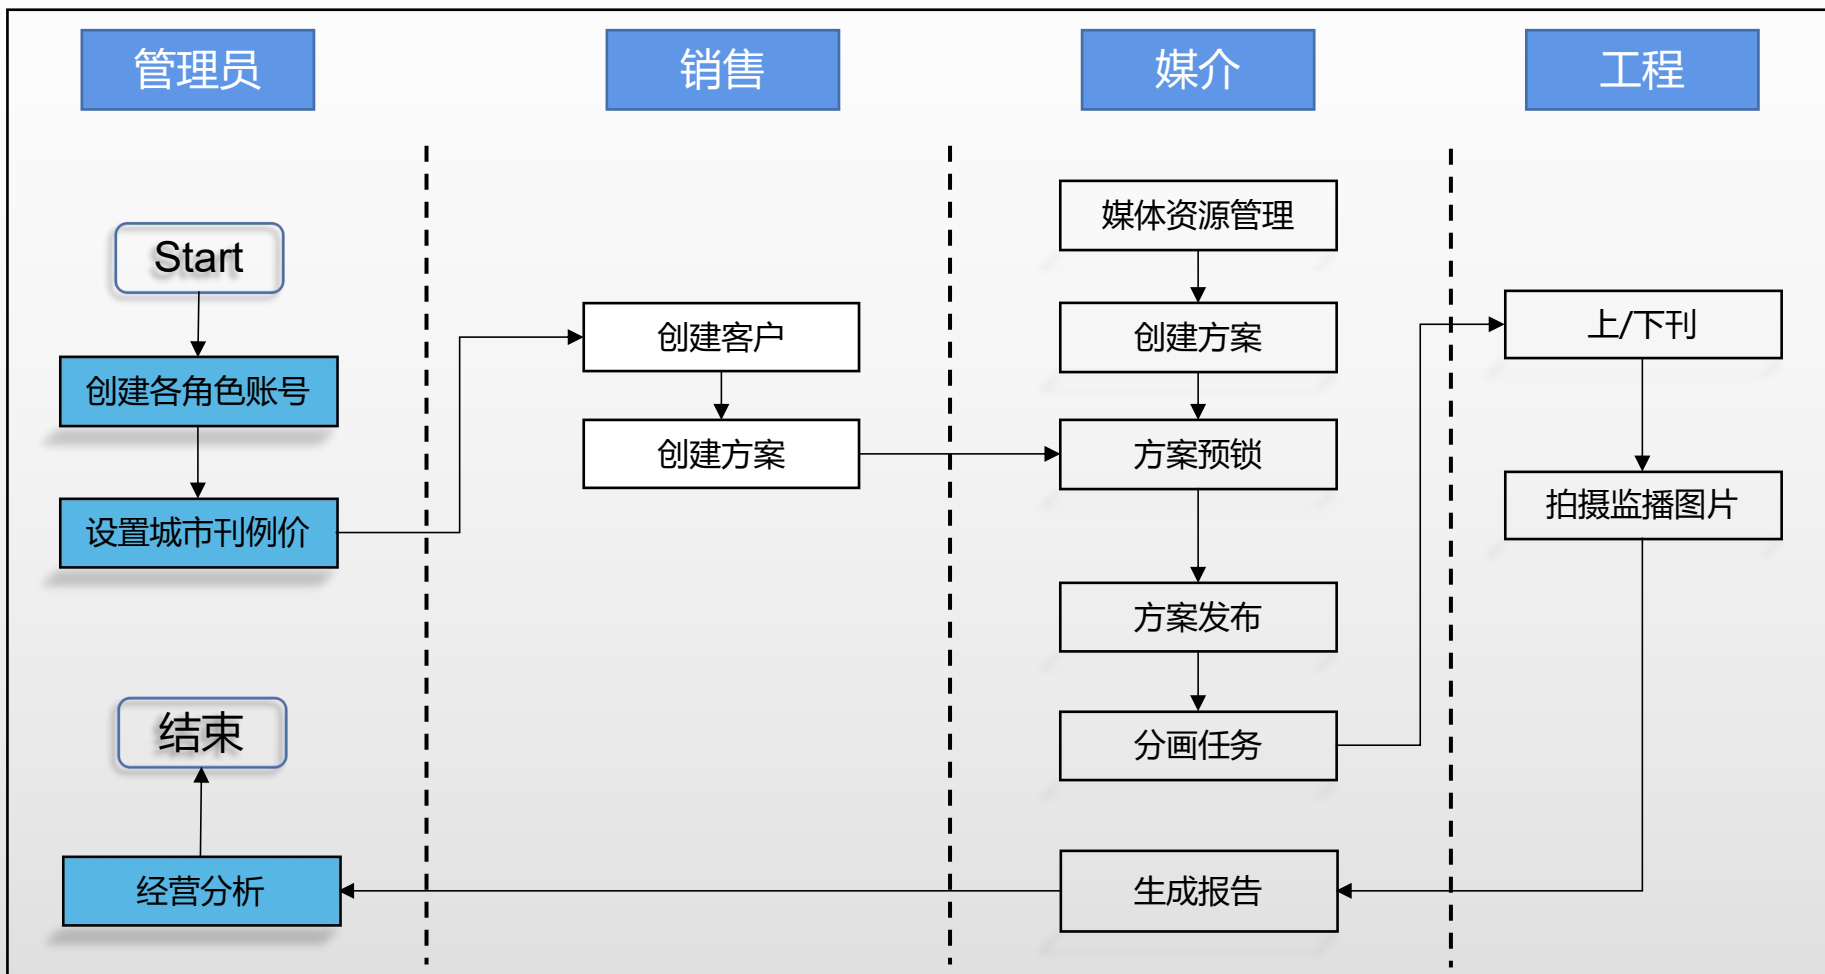 管理员
销售
媒介
工程
Start
创建各角色账号
设置城市刊例价
结束
经营分析
创建客户
创建方案
媒体资源管理
创建方案
方案预锁
方案发布
分画任务
生成报告
上/下刊
拍摄监播图片